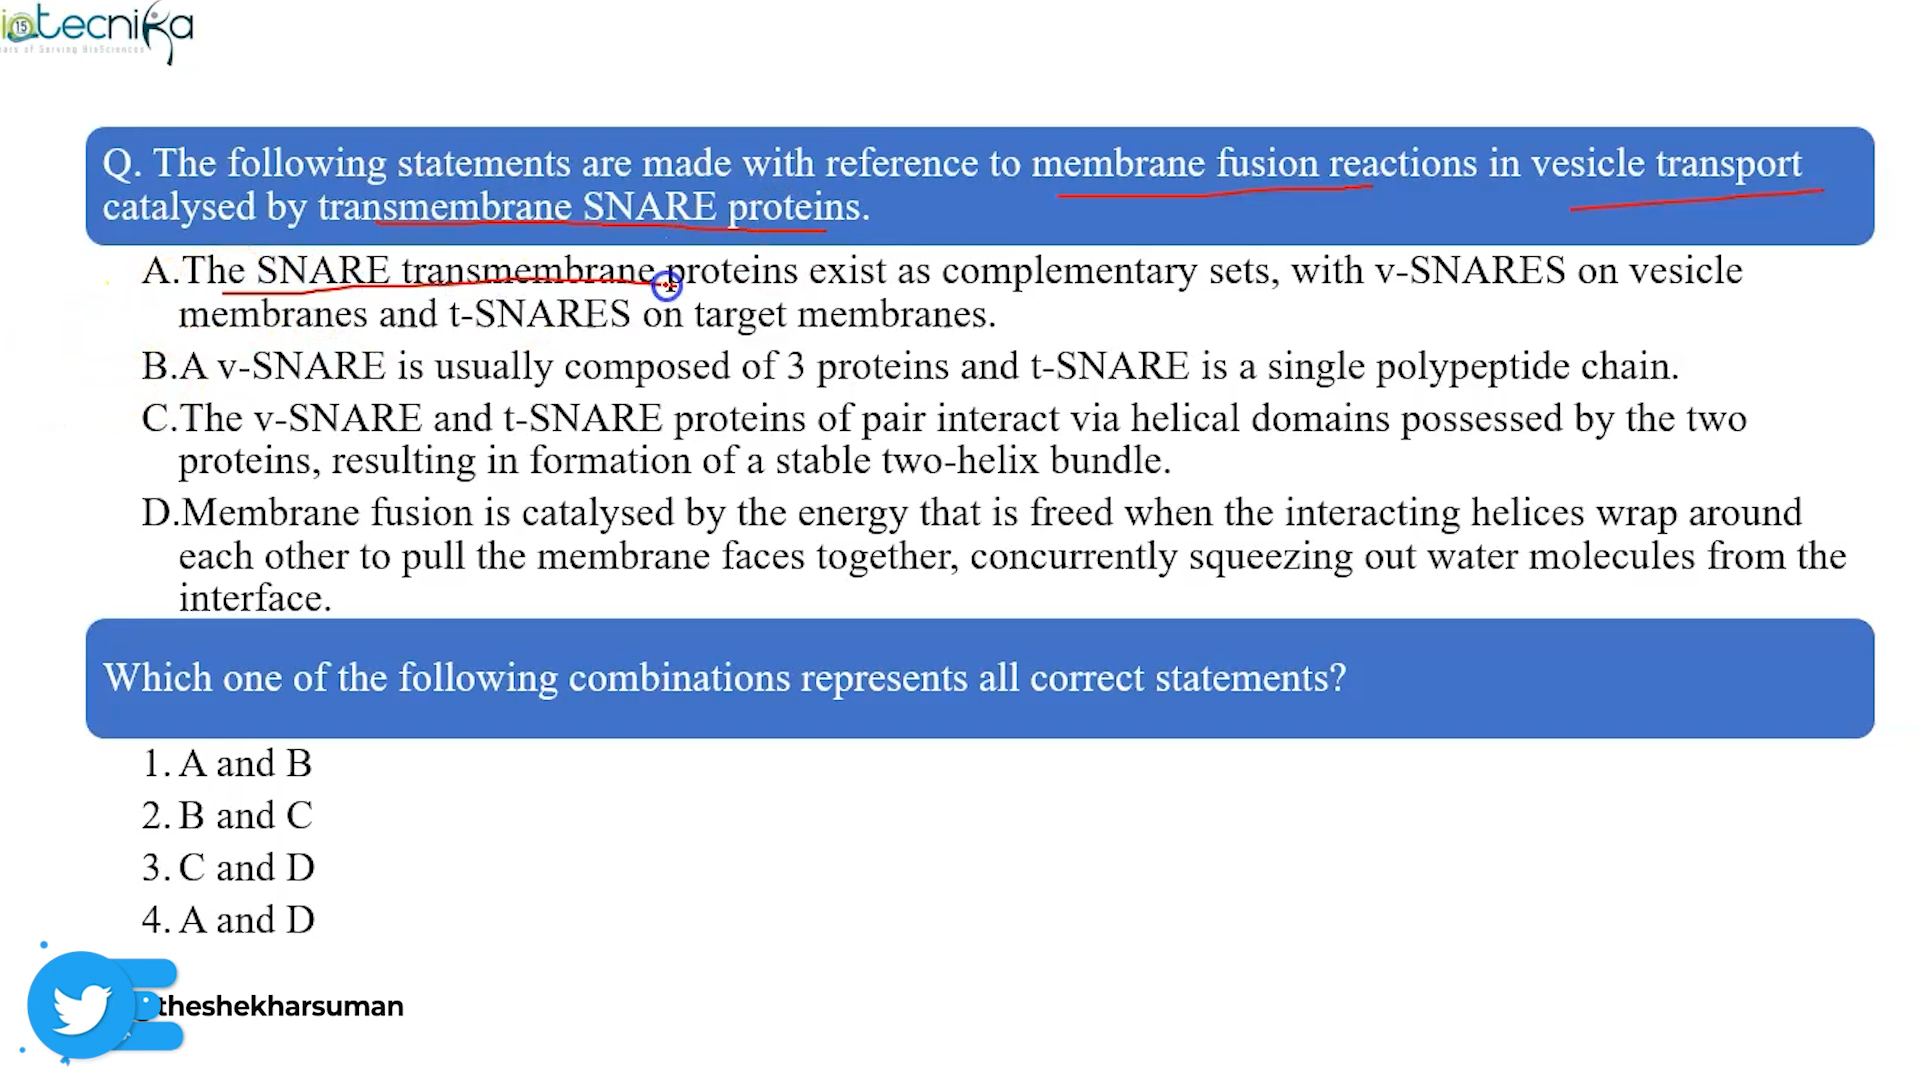 iotecnika
15
ears of Serving BioSciences
Q. The following statements are made with reference to membrane fusion reactions in vesicle transport
catalysed by transmembrane SNARE proteins.
A.The SNARE transmembrane proteins exist as complementary sets, with v-SNARES on vesicle
membranes and t-SNARES on target membranes.
B.A v-SNARE is usually composed of 3 proteins and t-SNARE is a single polypeptide chain.
C.The v-SNARE and t-SNARE proteins of pair interact via helical domains possessed by the two
proteins, resulting in formation of a stable two-helix bundle.
D.Membrane fusion is catalysed by the energy that is freed when the interacting helices wrap around
each other to pull the membrane faces together, concurrently squeezing out water molecules from the
interface.
Which one of the following combinations represents all correct statements?
1. A and B
2. B and C
3. C and D
4. A and D
theshekharsuman